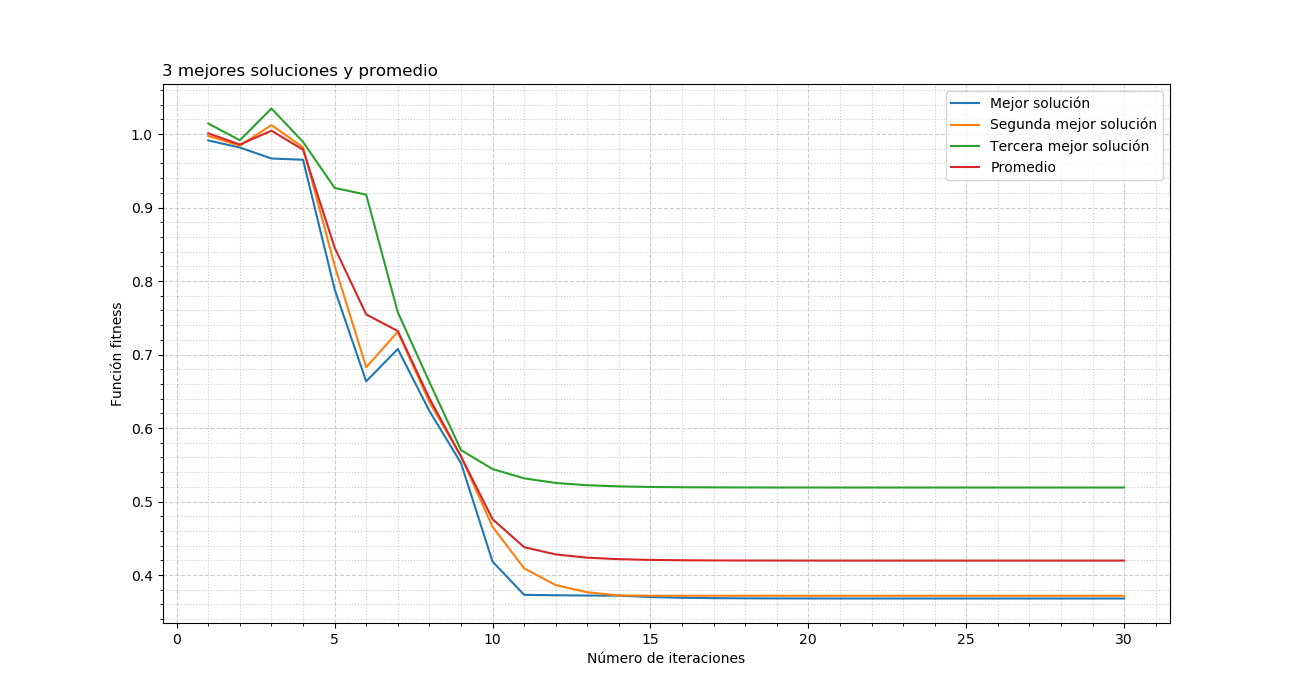 3 mejores soluciones y promedio
Mejor solución
Segunda mejor solución
Tercera mejor solución
Promedio
Función fitness
1.0
0.9
0.8
0.7
0.6
0.5
0.4
0
5
10
15
20
25
30
Número de iteraciones